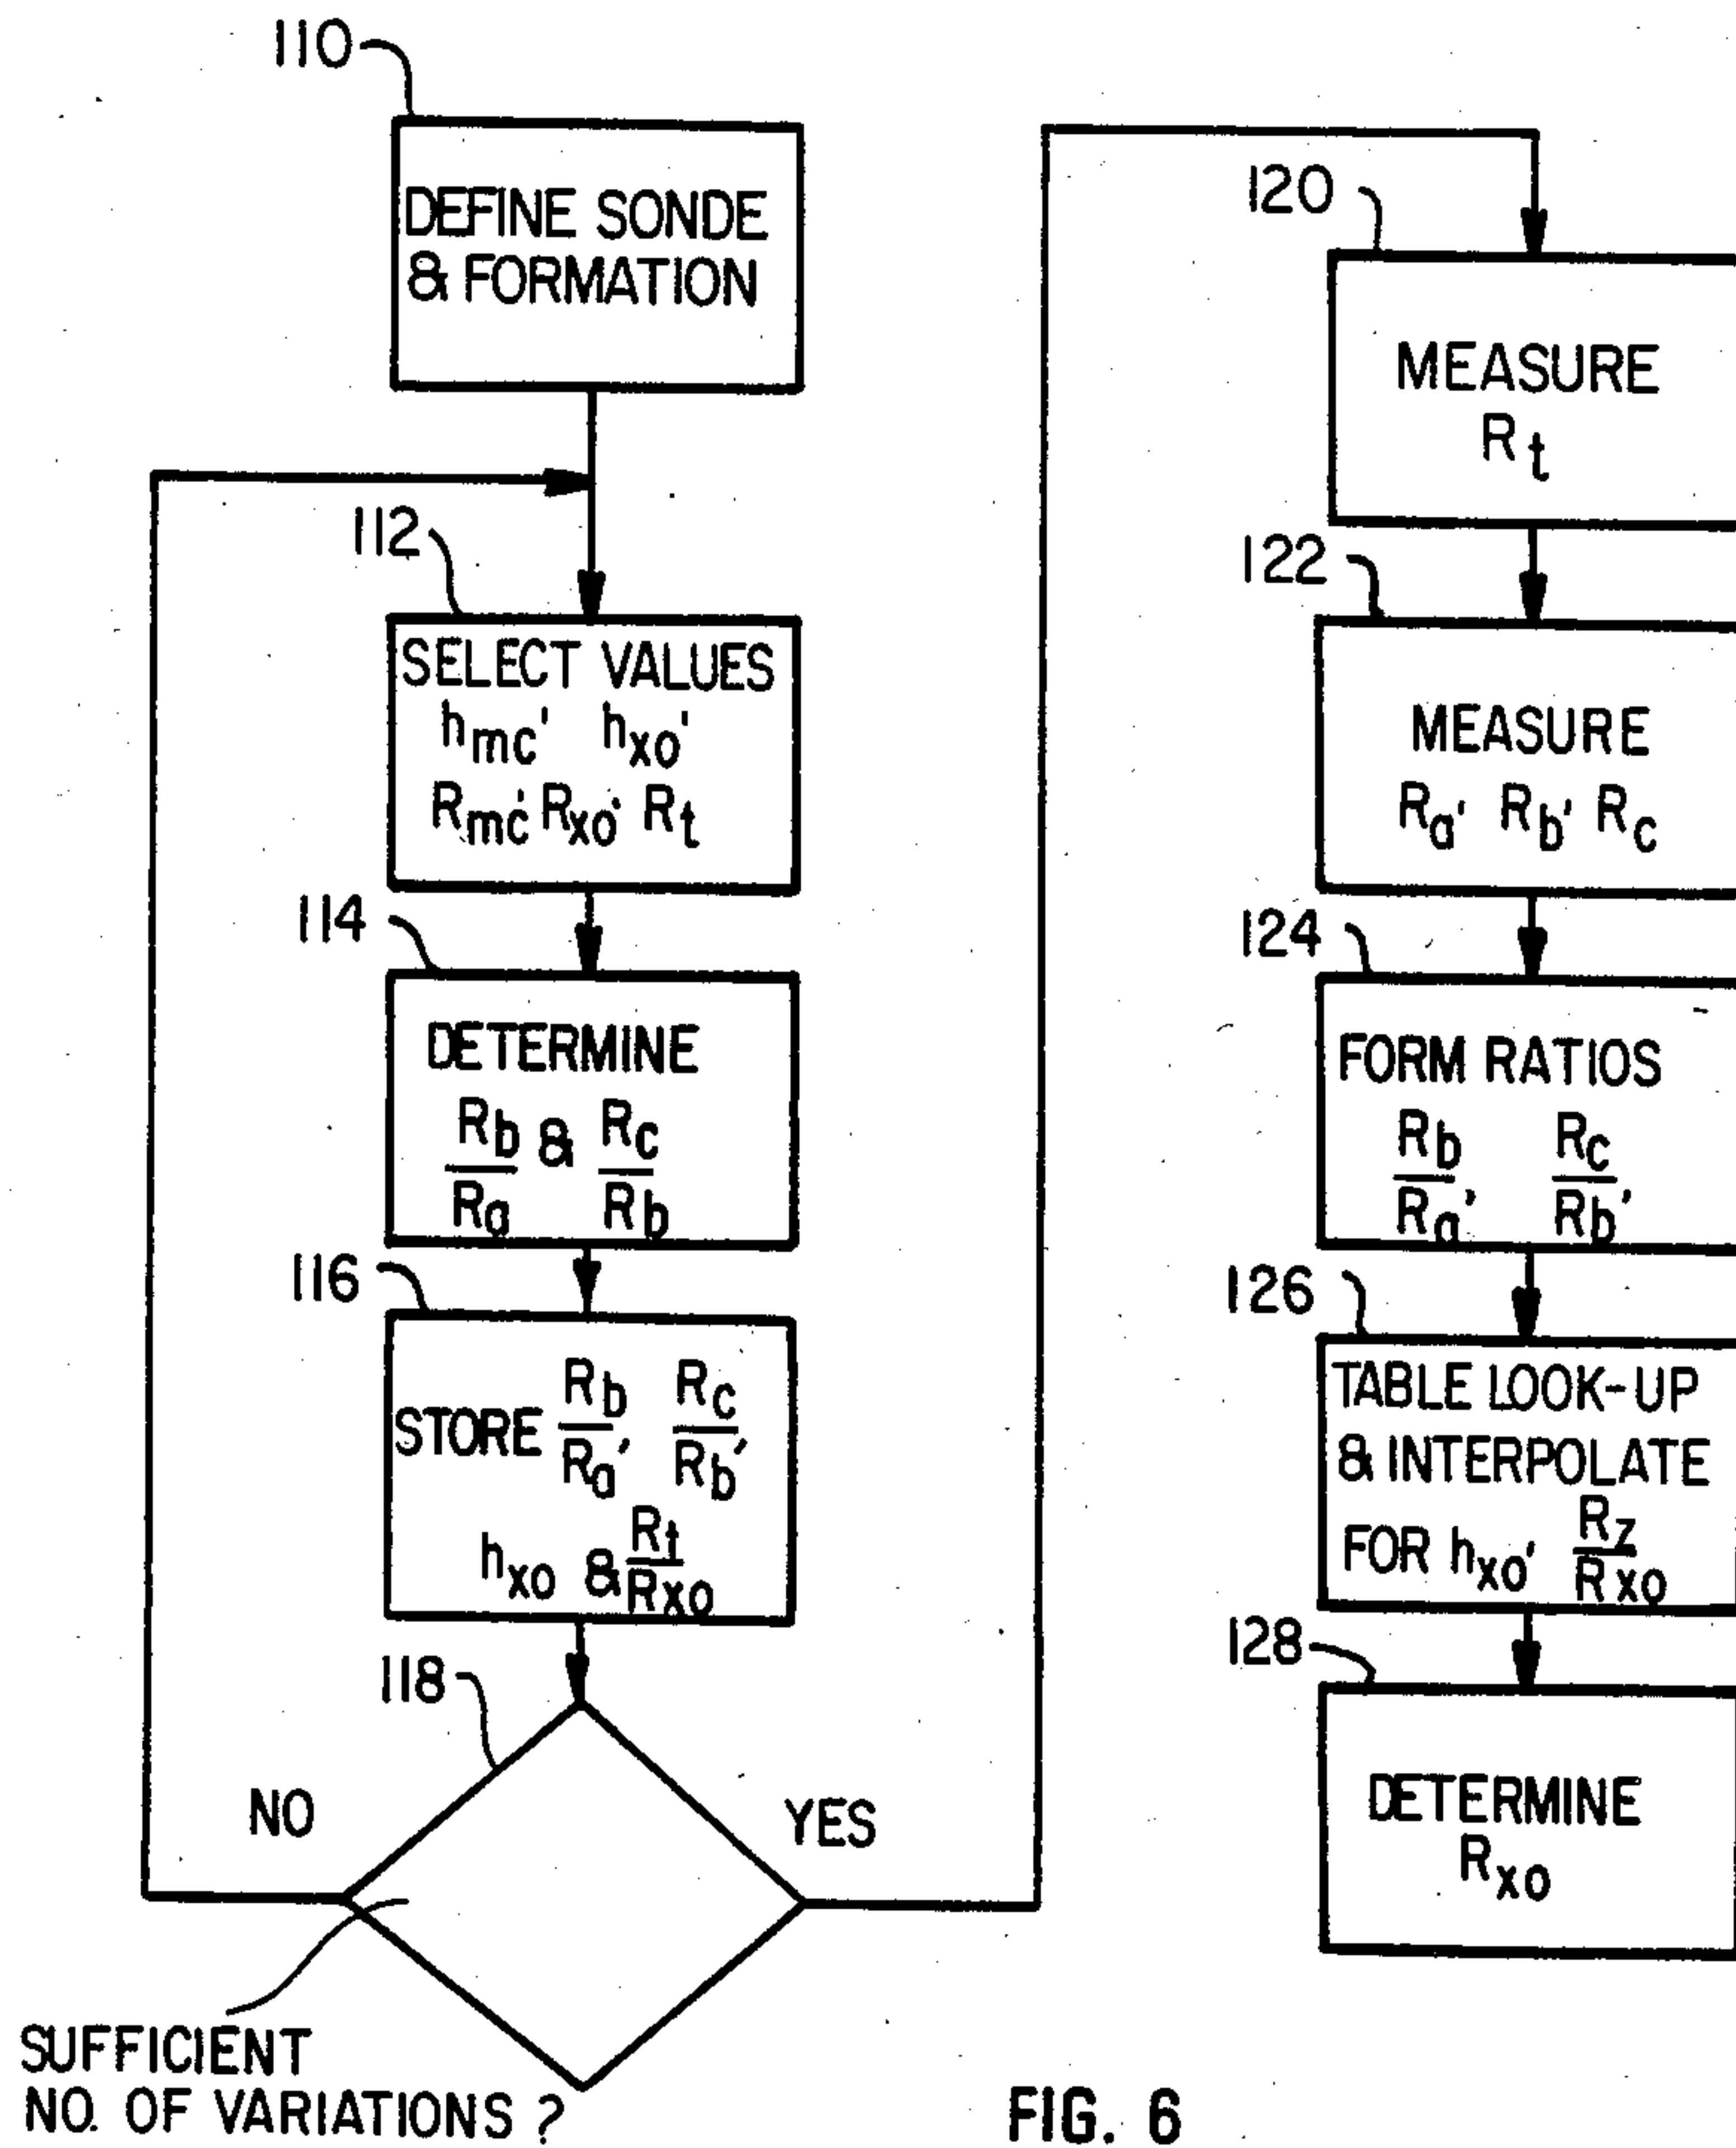 110
DEFINE SONDE
& FORMATION
112
SELECT VALUES
hmc' hxo'
Rmc' Rxo' Rt
114
DETERMINE
Rb/Ra & Rc/Rb
116
STORE Rb/Ra' Rc/Rb'
hxo & Rt/Rxo
118
NO
YES
SUFFICIENT
NO. OF VARIATIONS ?
120
MEASURE
Rt
122
MEASURE
Ra' Rb' Rc
124
FORM RATIOS
Rb/Ra' Rc/Rb'
126
TABLE LOOK-UP
& INTERPOLATE
FOR hxo' Rz/Rxo
128
DETERMINE
Rxo
FIG. 6